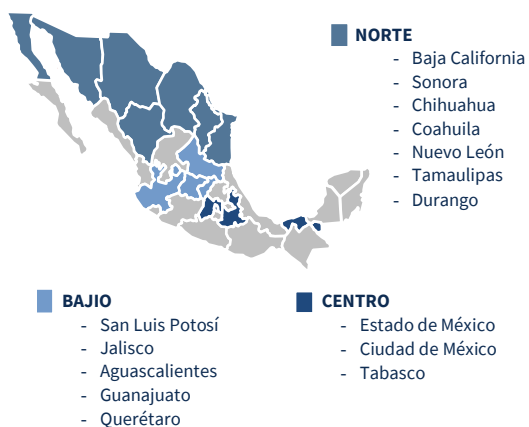 NORTE
- Baja California
- Sonora
- Chihuahua
- Coahuila
- Nuevo León
- Tamaulipas
- Durango
BAJIO
- San Luis Potosí
- Jalisco
- Aguascalientes
- Guanajuato
- Querétaro
CENTRO
- Estado de México
- Ciudad de México
- Tabasco